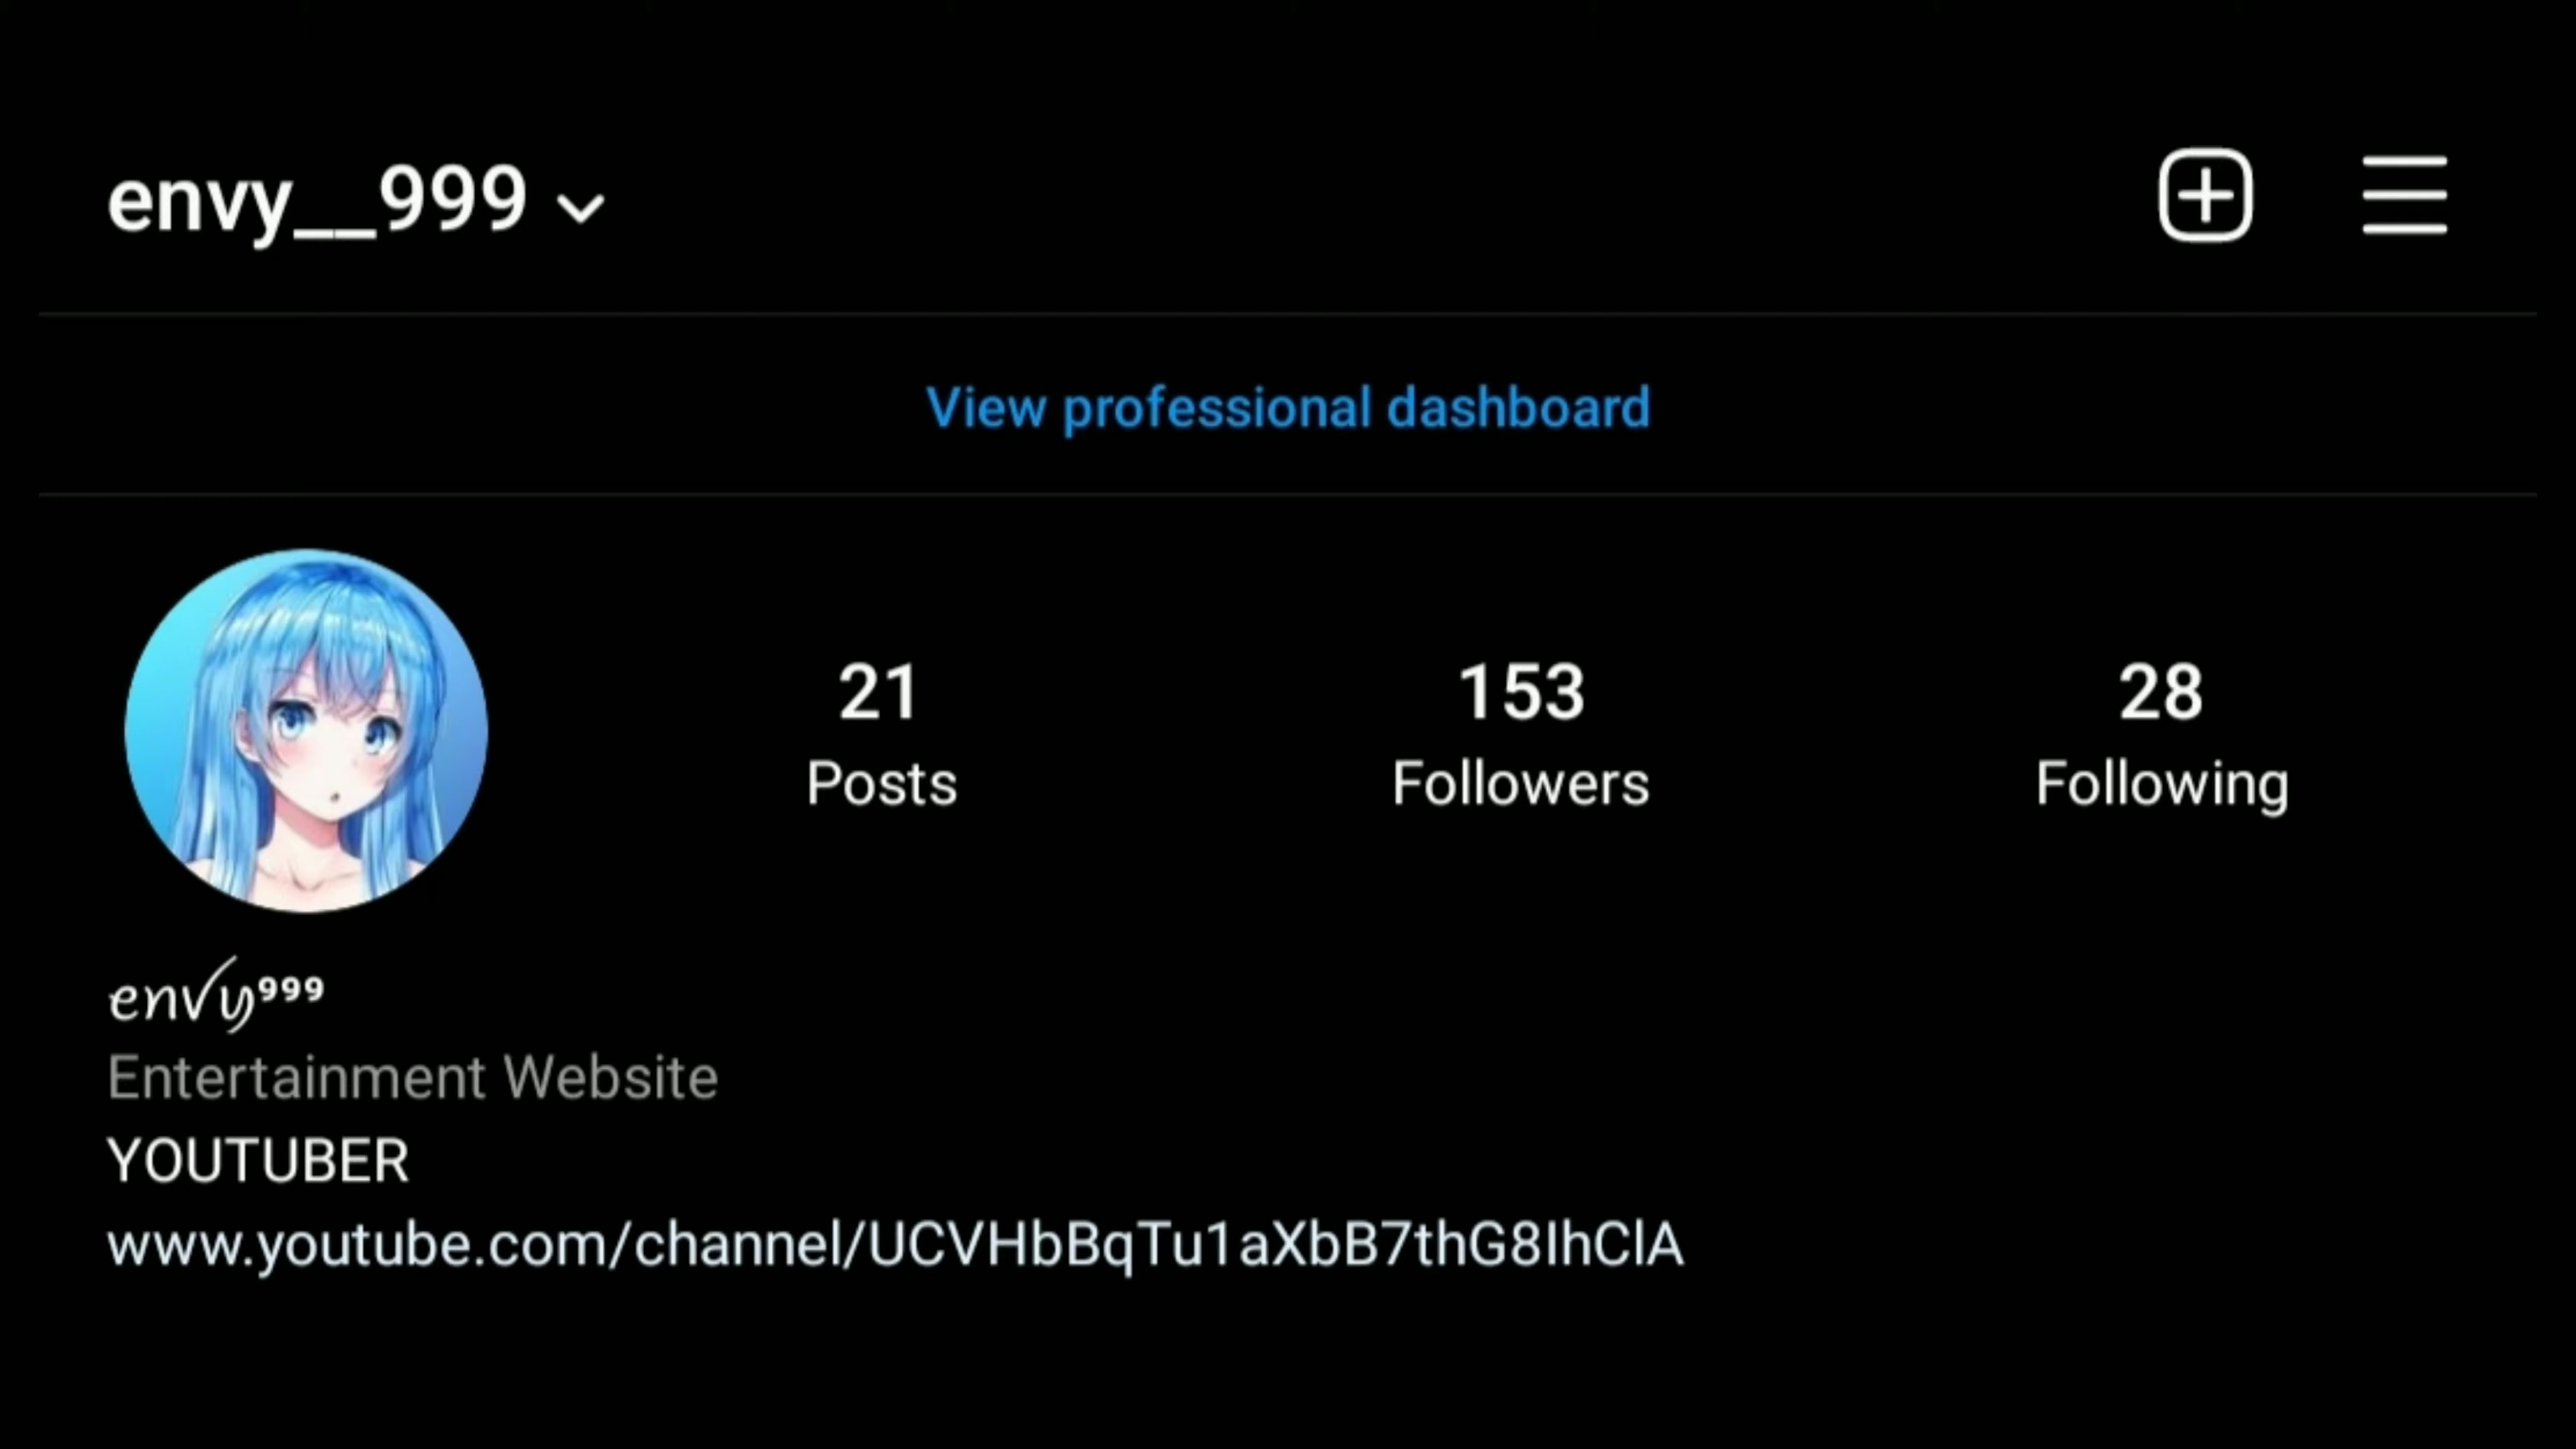 envy__999
View professional dashboard
21
Posts
153
Followers
28
Following
envy⁹⁹⁹
Entertainment Website
YOUTUBER
www.youtube.com/channel/UCVHbBqTu1aXbB7thG8IhClA